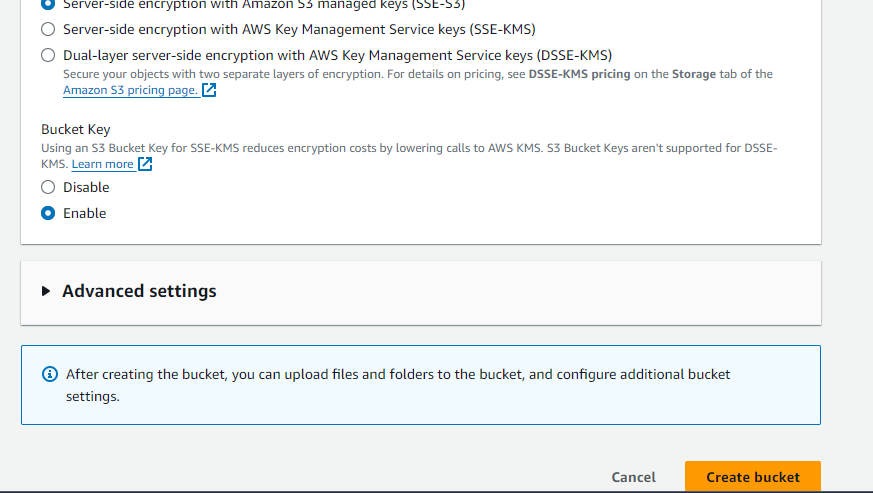 Server-side encryption with Amazon S3 managed keys (SSE-S3)
Server-side encryption with AWS Key Management Service keys (SSE-KMS)
Dual-layer server-side encryption with AWS Key Management Service keys (DSSE-KMS)
Secure your objects with two separate layers of encryption. For details on pricing, see DSSE-KMS pricing on the Storage tab of the
Amazon S3 pricing page.
Bucket Key
Using an S3 Bucket Key for SSE-KMS reduces encryption costs by lowering calls to AWS KMS. S3 Bucket Keys aren't supported for DSSE-
KMS. Learn more
Disable
Enable
Advanced settings
After creating the bucket, you can upload files and folders to the bucket, and configure additional bucket
settings.
Cancel Create bucket